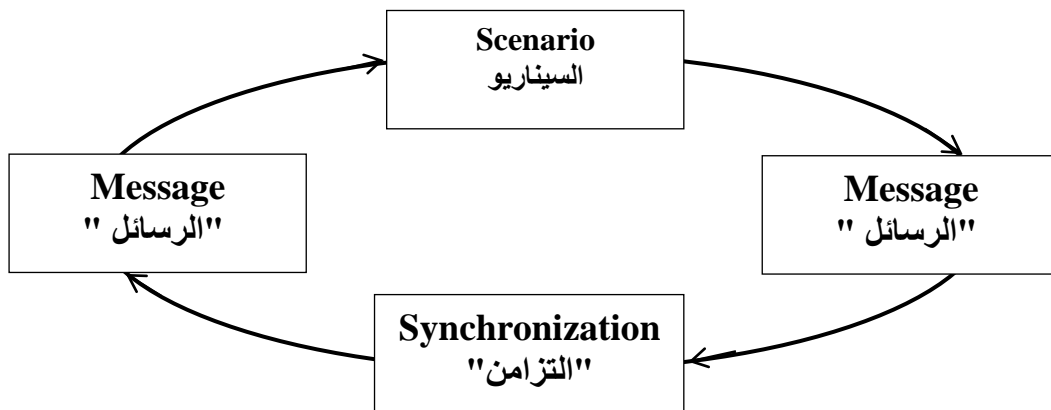 Scenario
السيناريو
Message
"الرسائل "
Message
"الرسائل "
Synchronization
"التزامن"